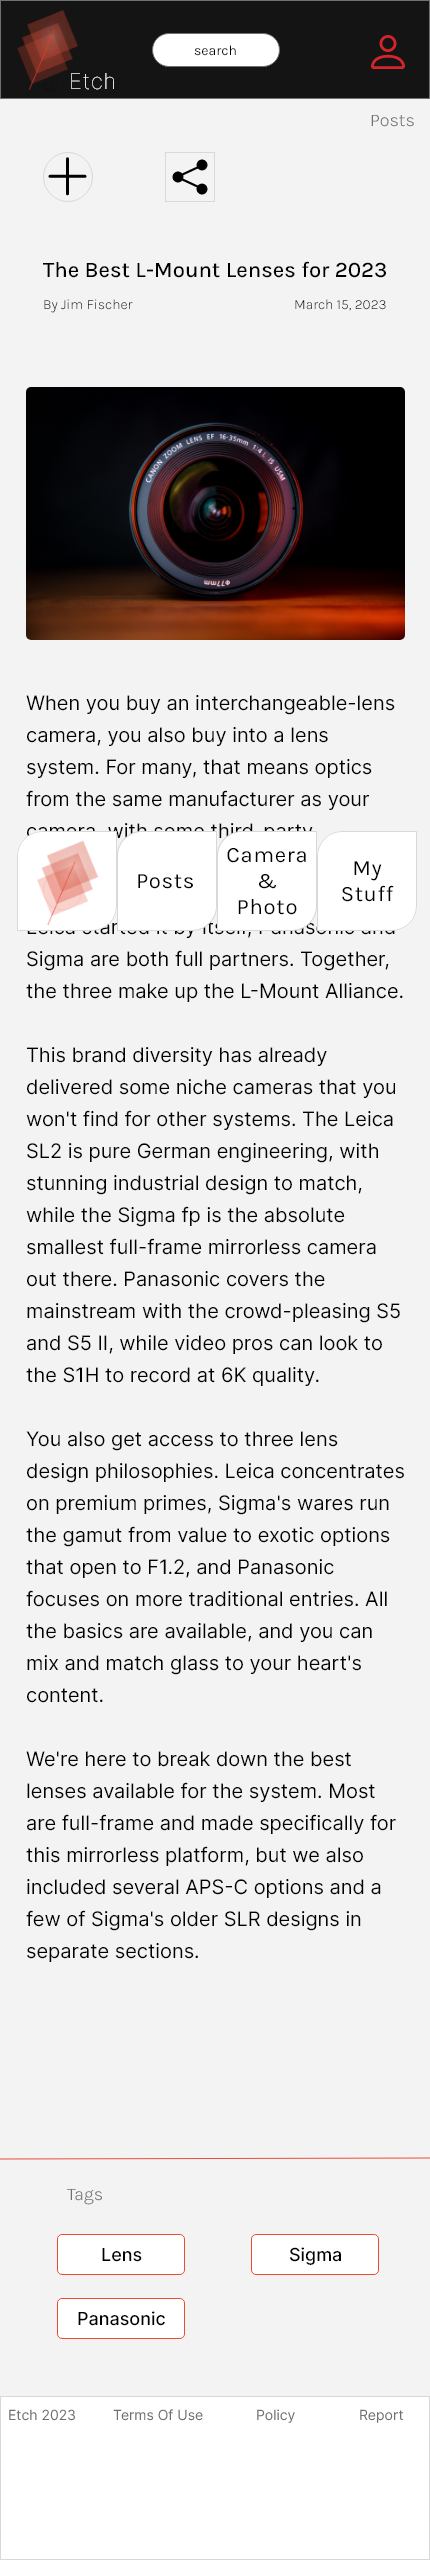 Etch
search
Posts
The Best L-Mount Lenses for 2023
By Jim Fischer March 15, 2023
CANON ZOOM LENS EF 16-35mm 1:4 L IS USM
Φ77mm
When you buy an interchangeable-lens
camera, you also buy into a lens
system. For many, that means optics
from the same manufacturer as your
camera, with some third-party
Posts
Camera
&
Photo
My
Stuff
Leica started it by itself, Panasonic and
Sigma are both full partners. Together,
the three make up the L-Mount Alliance.
This brand diversity has already
delivered some niche cameras that you
won't find for other systems. The Leica
SL2 is pure German engineering, with
stunning industrial design to match,
while the Sigma fp is the absolute
smallest full-frame mirrorless camera
out there. Panasonic covers the
mainstream with the crowd-pleasing S5
and S5 II, while video pros can look to
the S1H to record at 6K quality.
You also get access to three lens
design philosophies. Leica concentrates
on premium primes, Sigma's wares run
the gamut from value to exotic options
that open to F1.2, and Panasonic
focuses on more traditional entries. All
the basics are available, and you can
mix and match glass to your heart's
content.
We're here to break down the best
lenses available for the system. Most
are full-frame and made specifically for
this mirrorless platform, but we also
included several APS-C options and a
few of Sigma's older SLR designs in
separate sections.
Tags
Lens Sigma
Panasonic
Etch 2023 Terms Of Use Policy Report